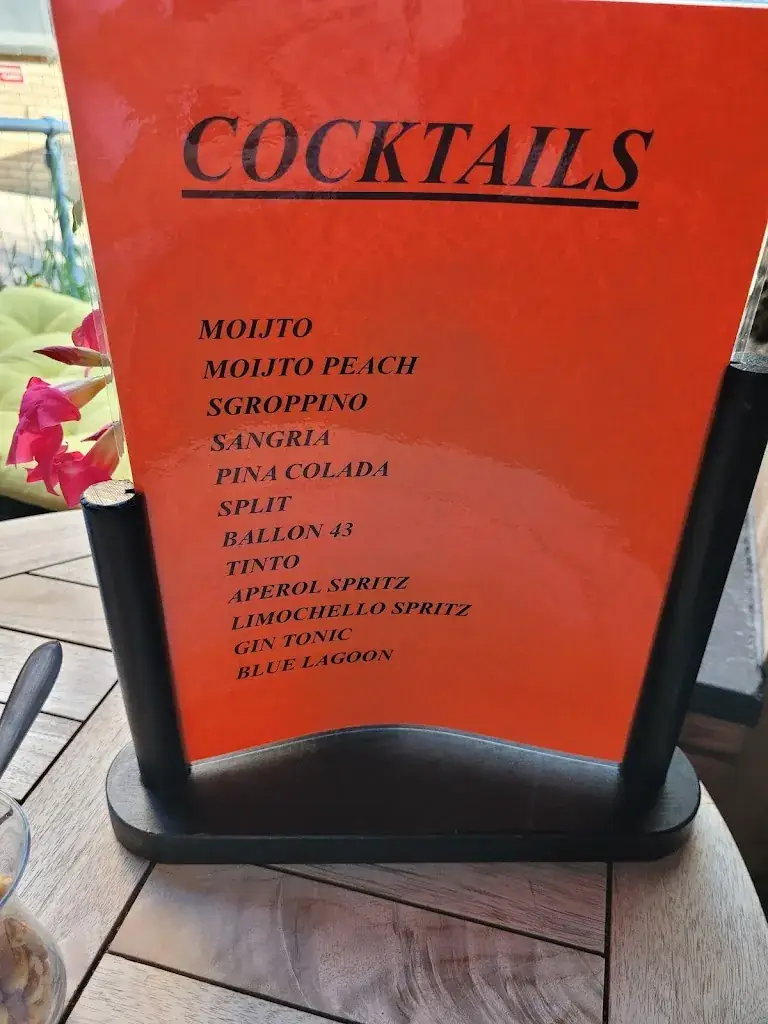 COCKTAILS
MOIJTO
MOIJTO PEACH
SGROPPINO
SANGRIA
PINA COLADA
SPLIT
BALLON 43
TINTO
APEROL SPRITZ
LIMOCHELLO SPRITZ
GIN TONIC
BLUE LAGOON